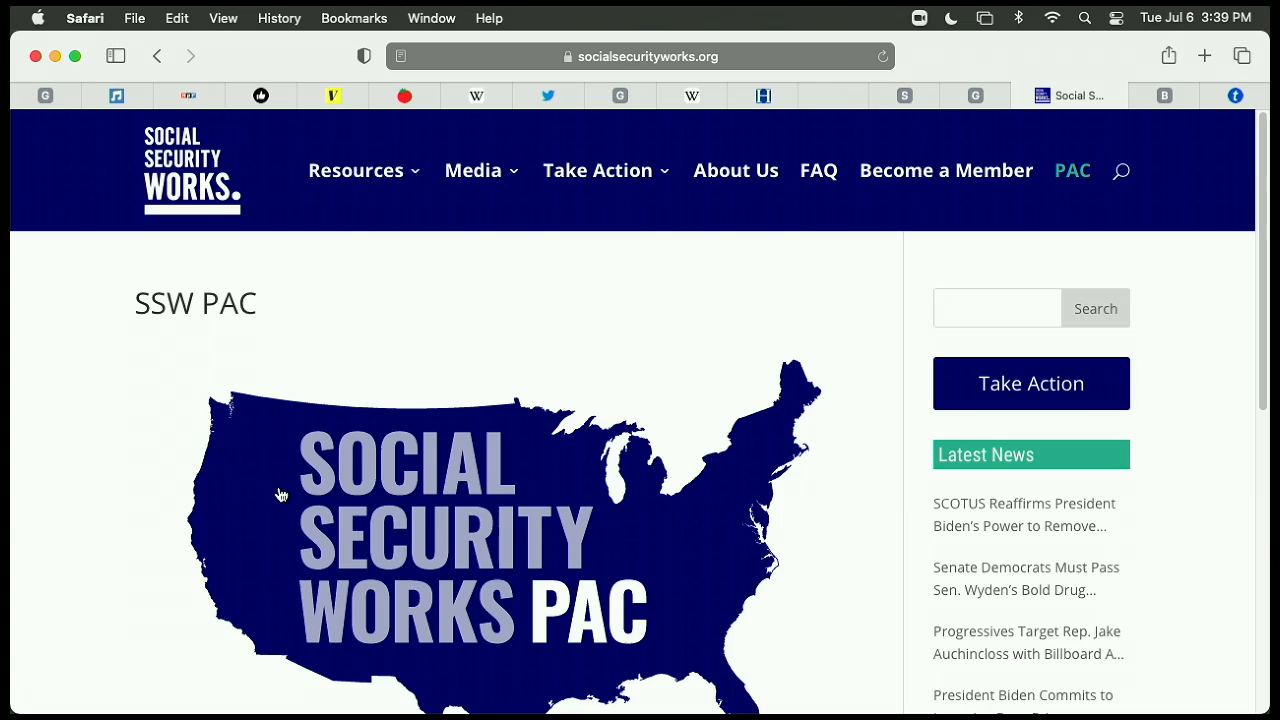 Safari File Edit View History Bookmarks Window Help Tue Jul 6 3:39 PM
socialsecurityworks.org
G W G W H S G Social S... B t
SOCIAL
SECURITY
WORKS.
Resources Media Take Action About Us FAQ Become a Member PAC
SSW PAC
SOCIAL
SECURITY
WORKS PAC
Search
Take Action
Latest News
SCOTUS Reaffirms President
Biden’s Power to Remove...
Senate Democrats Must Pass
Sen. Wyden’s Bold Drug...
Progressives Target Rep. Jake
Auchincloss with Billboard A...
President Biden Commits to